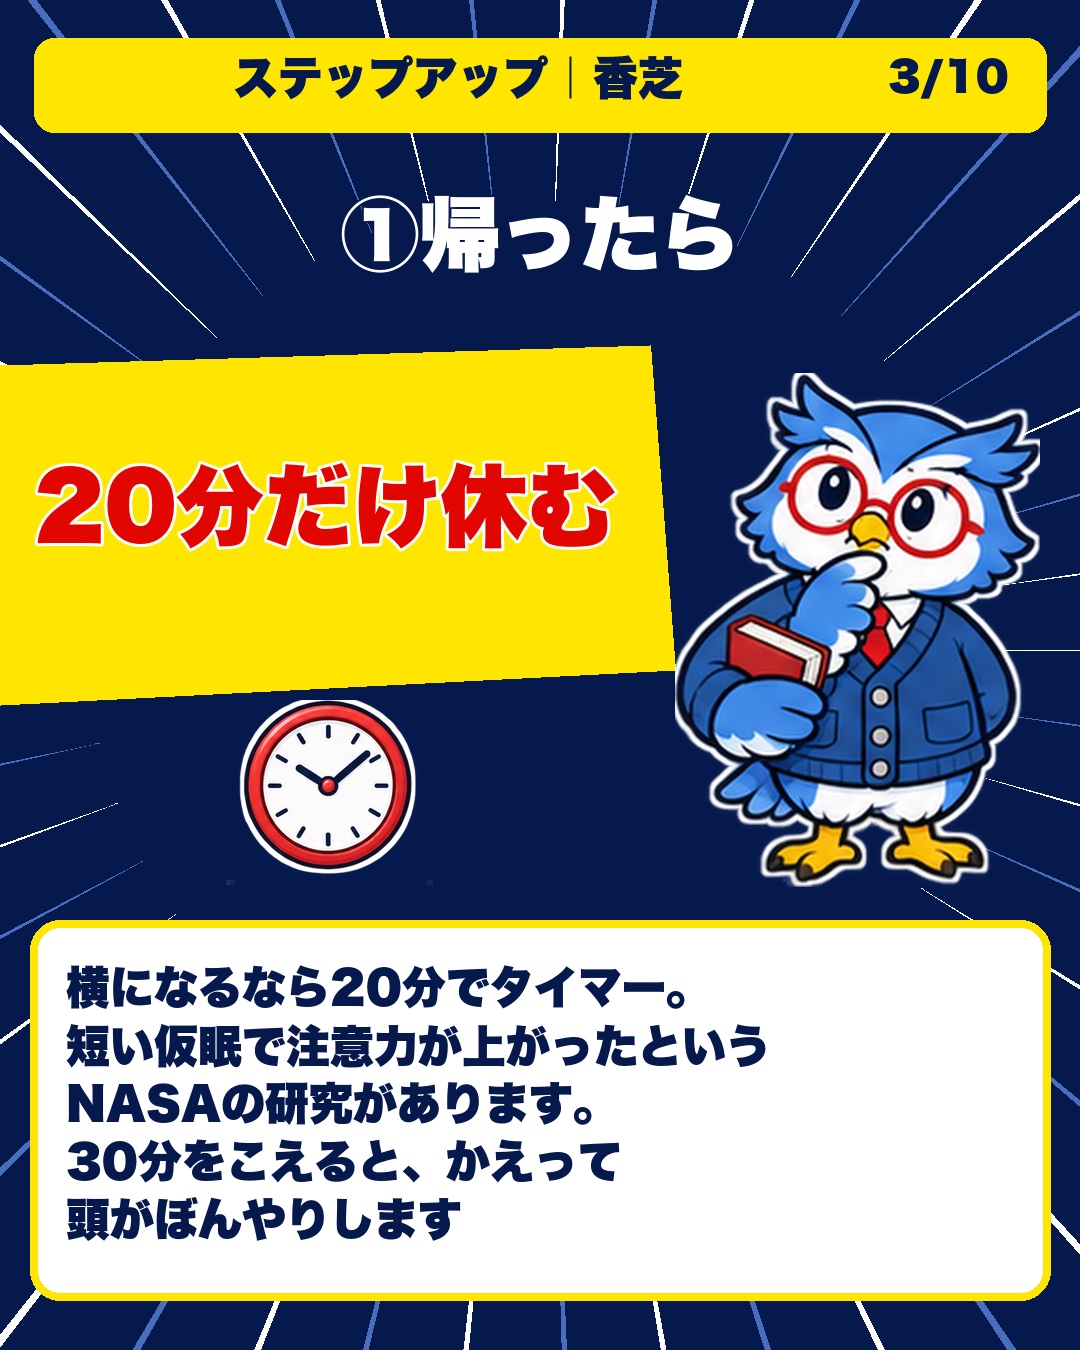 ステップアップ｜香芝
3/10
①帰ったら
20分だけ休む
横になるなら20分でタイマー。
短い仮眠で注意力が上がったという
NASAの研究があります。
30分をこえると、かえって
頭がぼんやりします